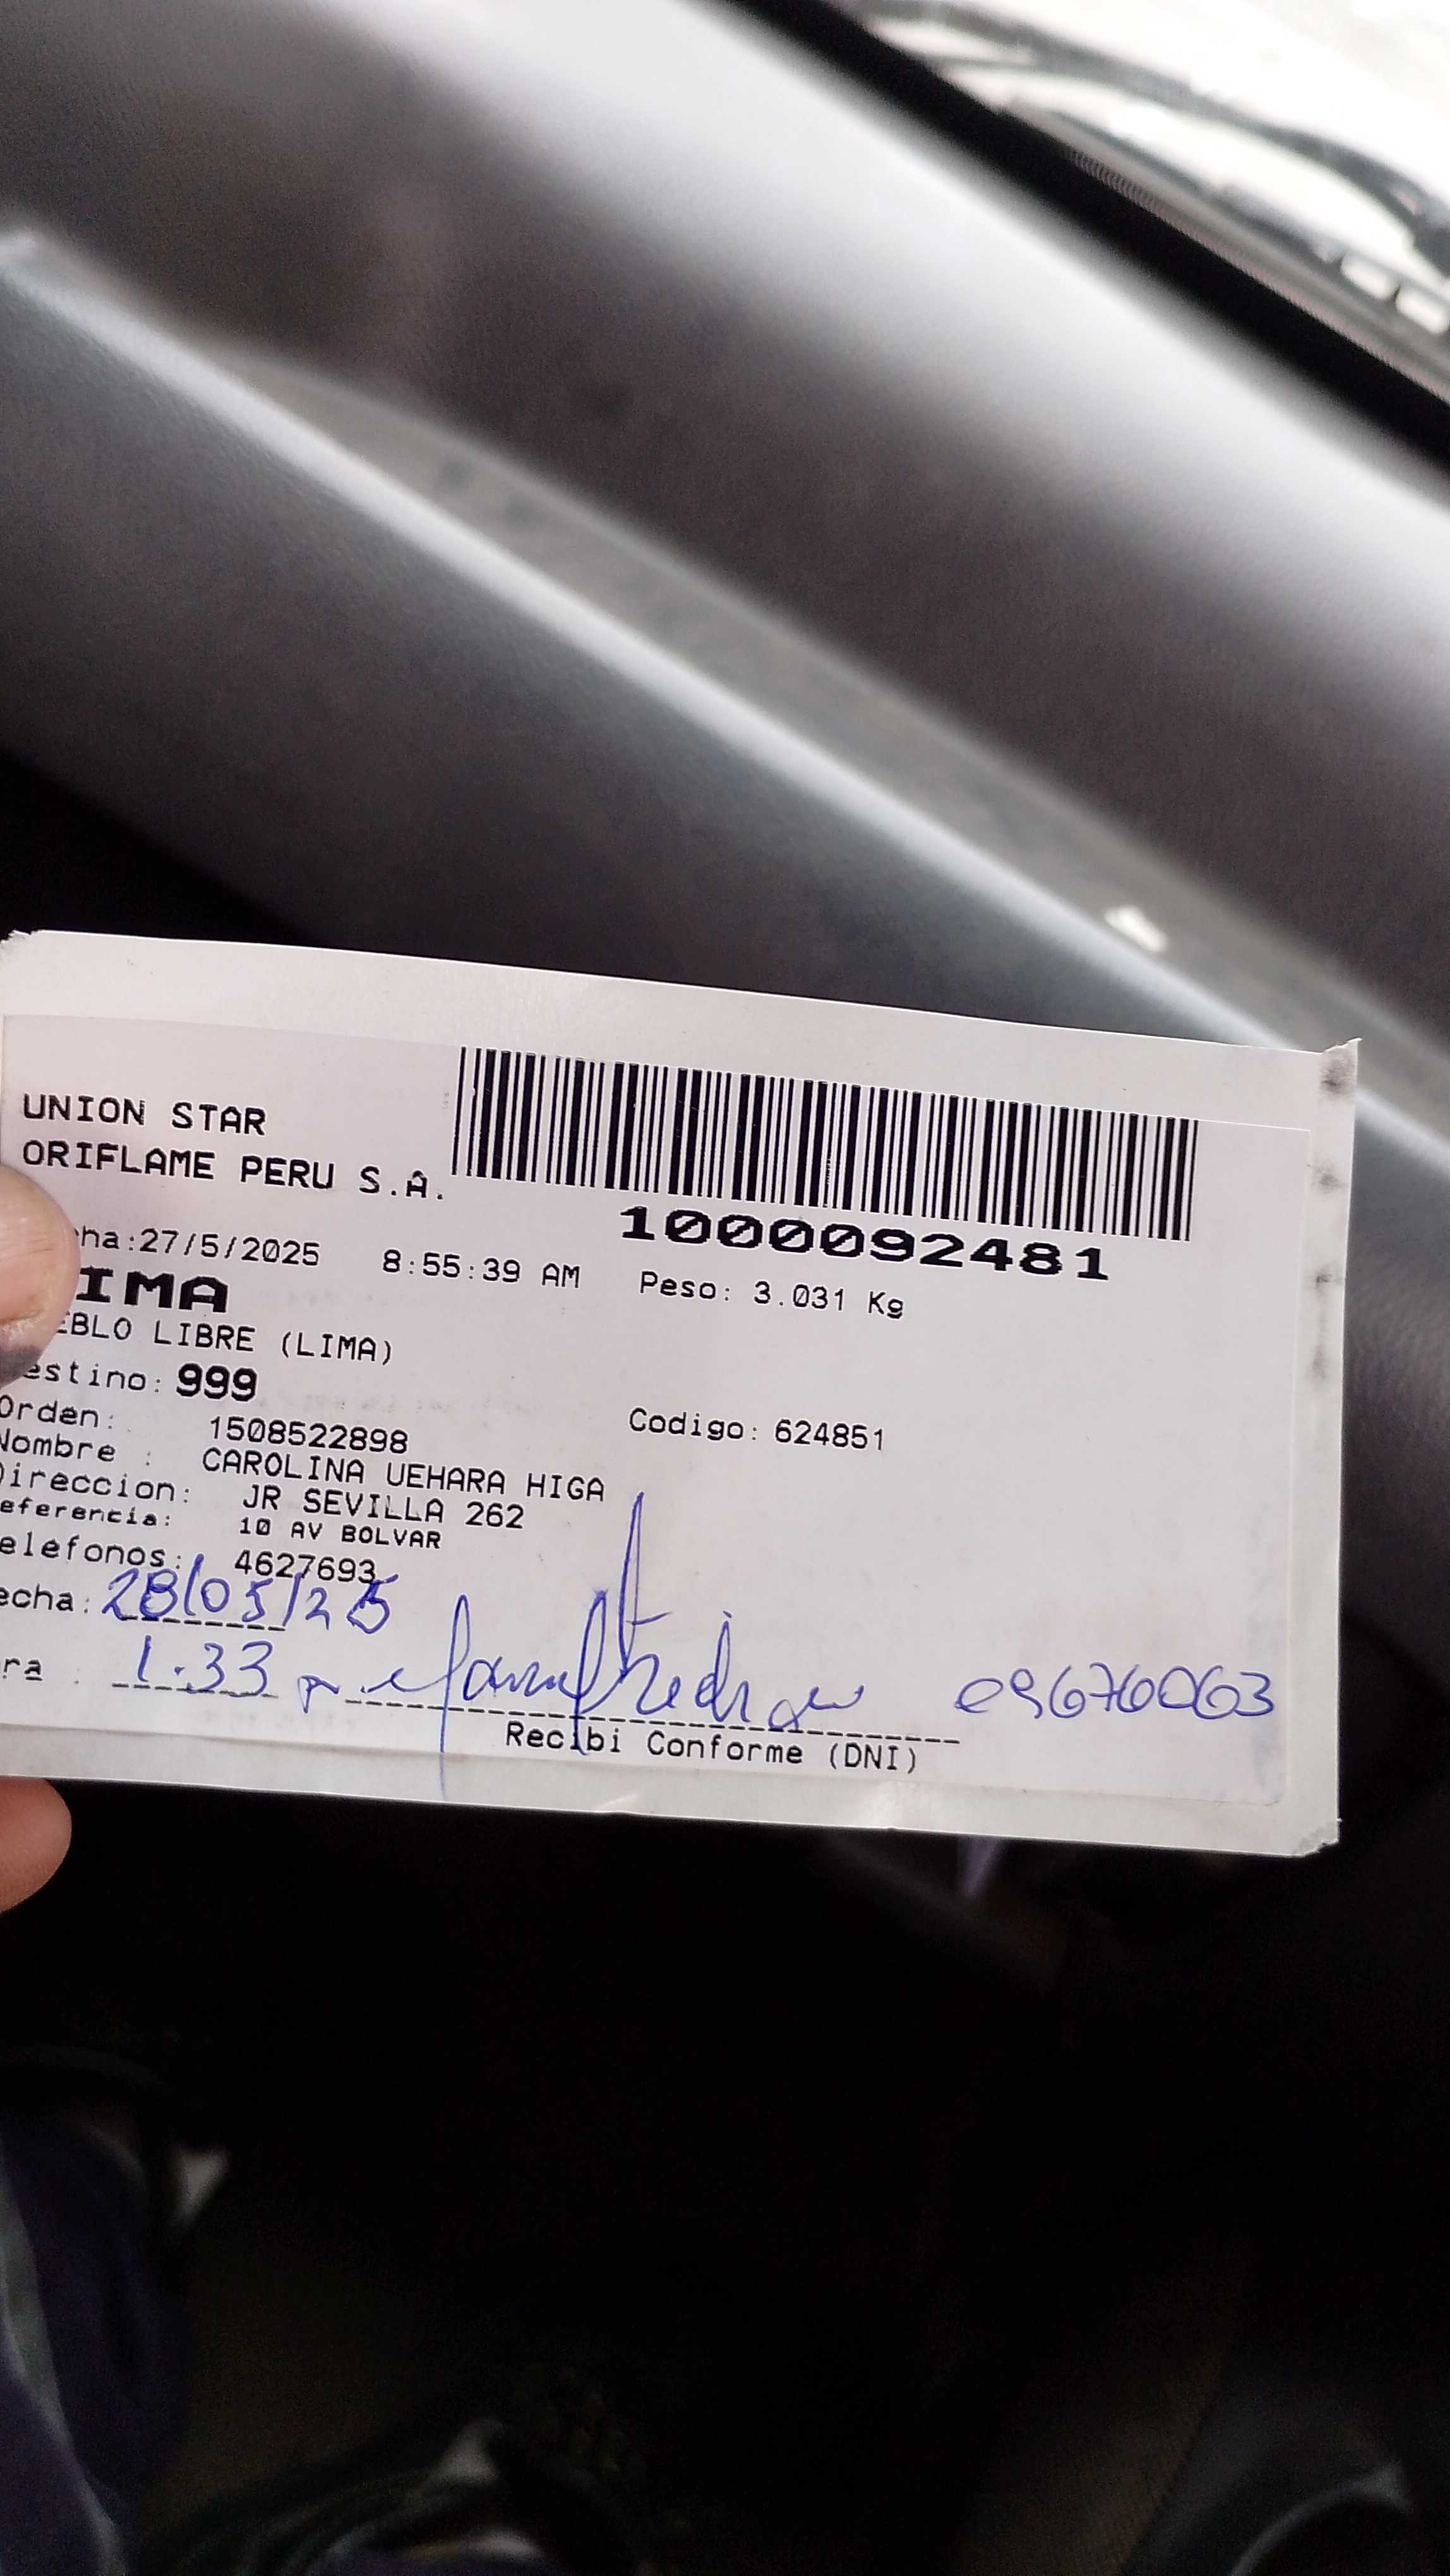 UNION STAR
ORIFLAME PERU S.A.
1000092481
ha:27/5/2025 8:55:39 AM Peso: 3.031 Kg
IMA
EBLO LIBRE (LIMA)
estino: 999
Orden: 1508522898 Codigo: 624851
Nombre : CAROLINA UEHARA HIGA
Direccion: JR SEVILLA 262
eferencia: 10 AV BOLVAR
elefonos: 4627693
echa: 28/05/25
ra : 1.33 09676063
Recibi Conforme (DNI)